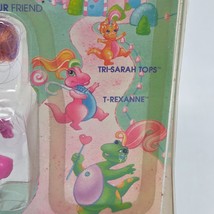 UR FRIEND
TRI-SARAH TOPS™
T-REXANNE™